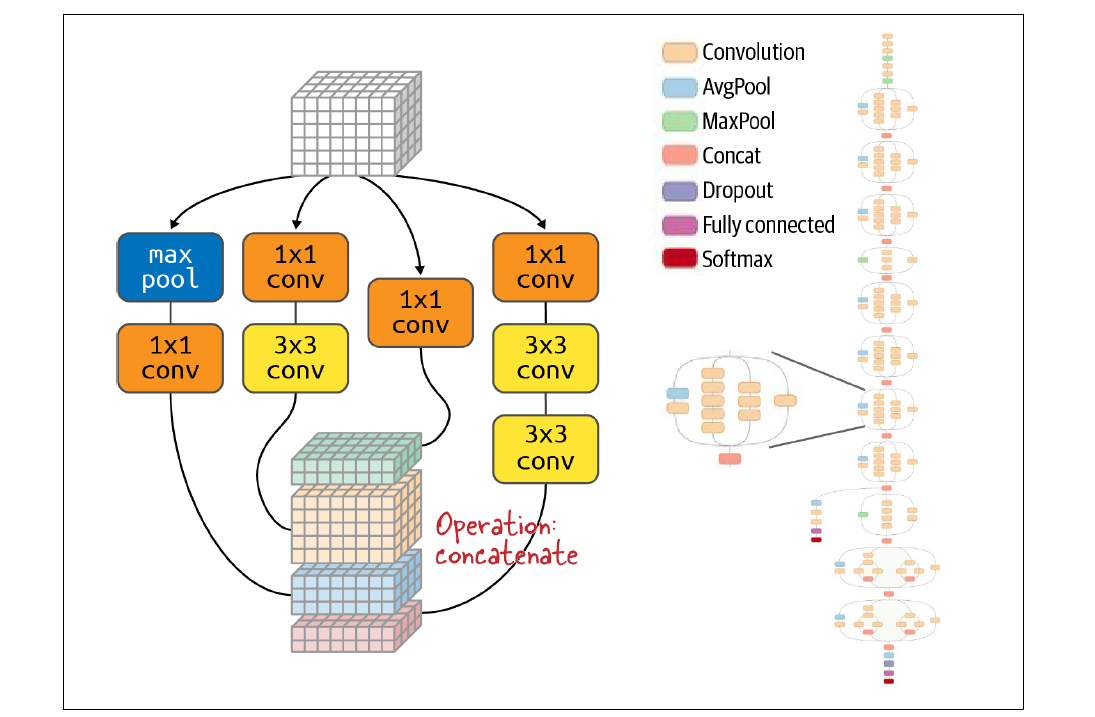 max
pool
1x1
conv
1x1
conv
3x3
conv
1x1
conv
1x1
conv
3x3
conv
3x3
conv
Operation:
concatenate
Convolution
AvgPool
MaxPool
Concat
Dropout
Fully connected
Softmax